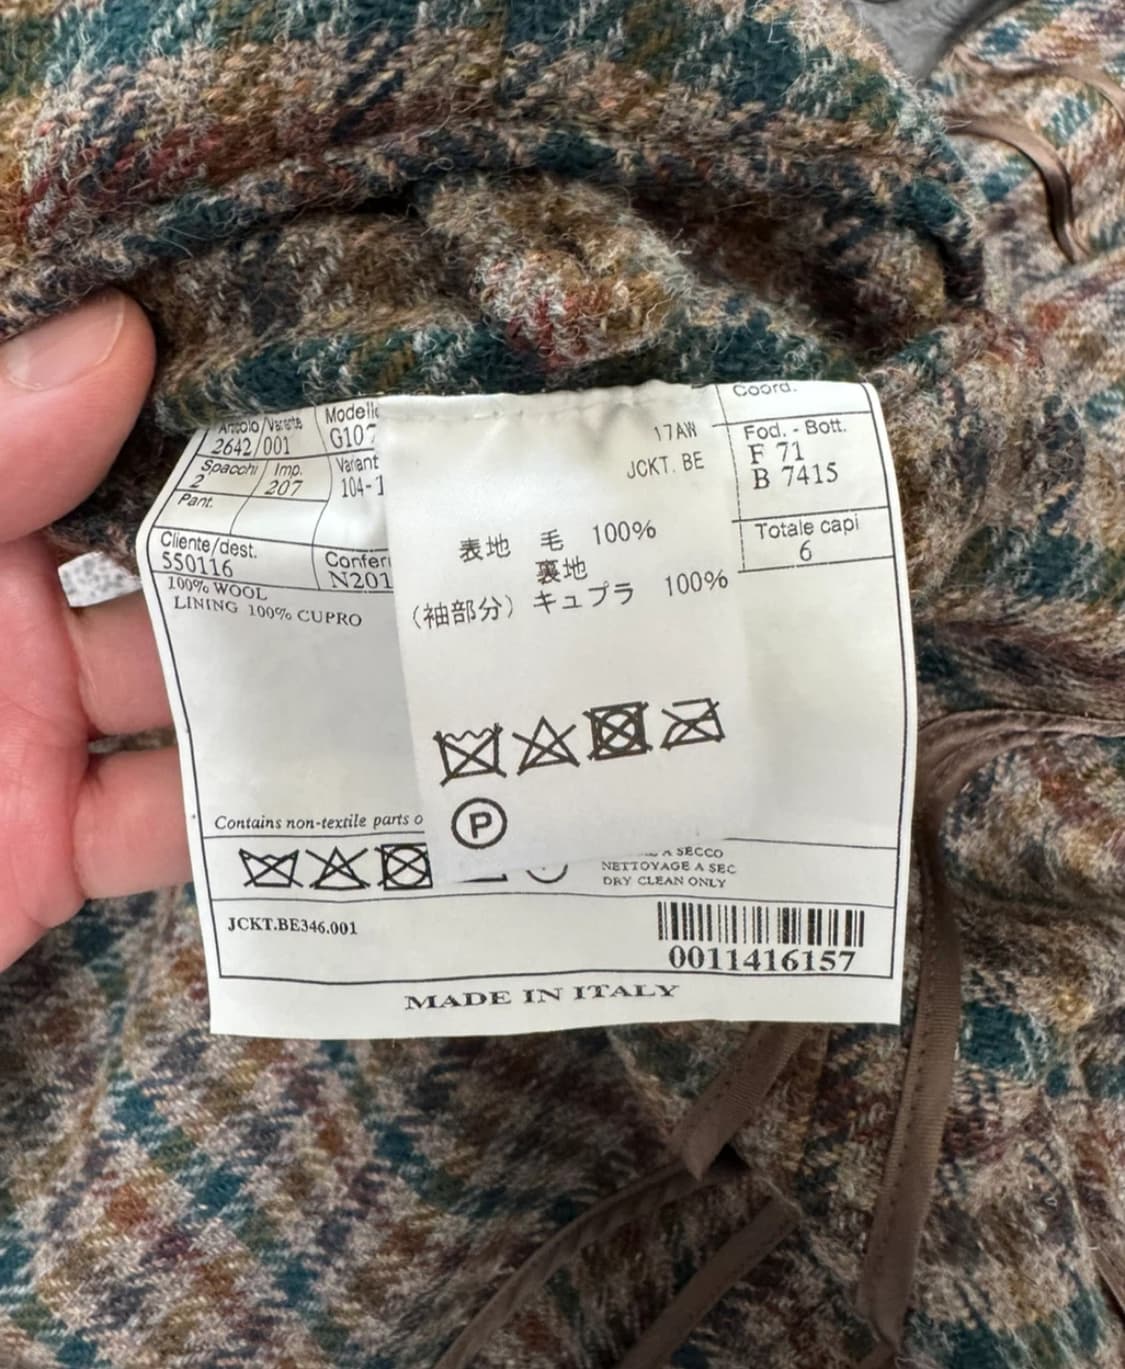 Articolo/Variante
2642/001
Modello
G107
Spacchi
2
Imp.
207
Variant
104-1
Pant.
Cliente/dest.
550116
Confer
N201
100% WOOL
LINING 100% CUPRO
17AW
JCKT. BE
表地 毛 100%
裏地
(袖部分) キュプラ 100%
P
Coord.
Fod. - Bott.
F 71
B 7415
Totale capi
6
Contains non-textile parts o
A SECCO
NETTOYAGE A SEC
DRY CLEAN ONLY
JCKT.BE346.001
0011416157
MADE IN ITALY